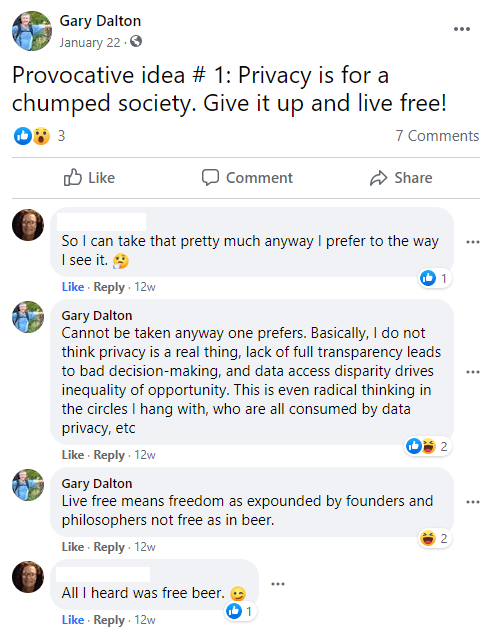 Gary Dalton
January 22 ·
Provocative idea # 1: Privacy is for a
chumped society. Give it up and live free!
3
7 Comments
Like
Comment
Share
So I can take that pretty much anyway I prefer to the way
I see it.
1
Like · Reply · 12w
Gary Dalton
Cannot be taken anyway one prefers. Basically, I do not
think privacy is a real thing, lack of full transparency leads
to bad decision-making, and data access disparity drives
inequality of opportunity. This is even radical thinking in
the circles I hang with, who are all consumed by data
privacy, etc
2
Like · Reply · 12w
Gary Dalton
Live free means freedom as expounded by founders and
philosophers not free as in beer.
2
Like · Reply · 12w
All I heard was free beer.
1
Like · Reply · 12w